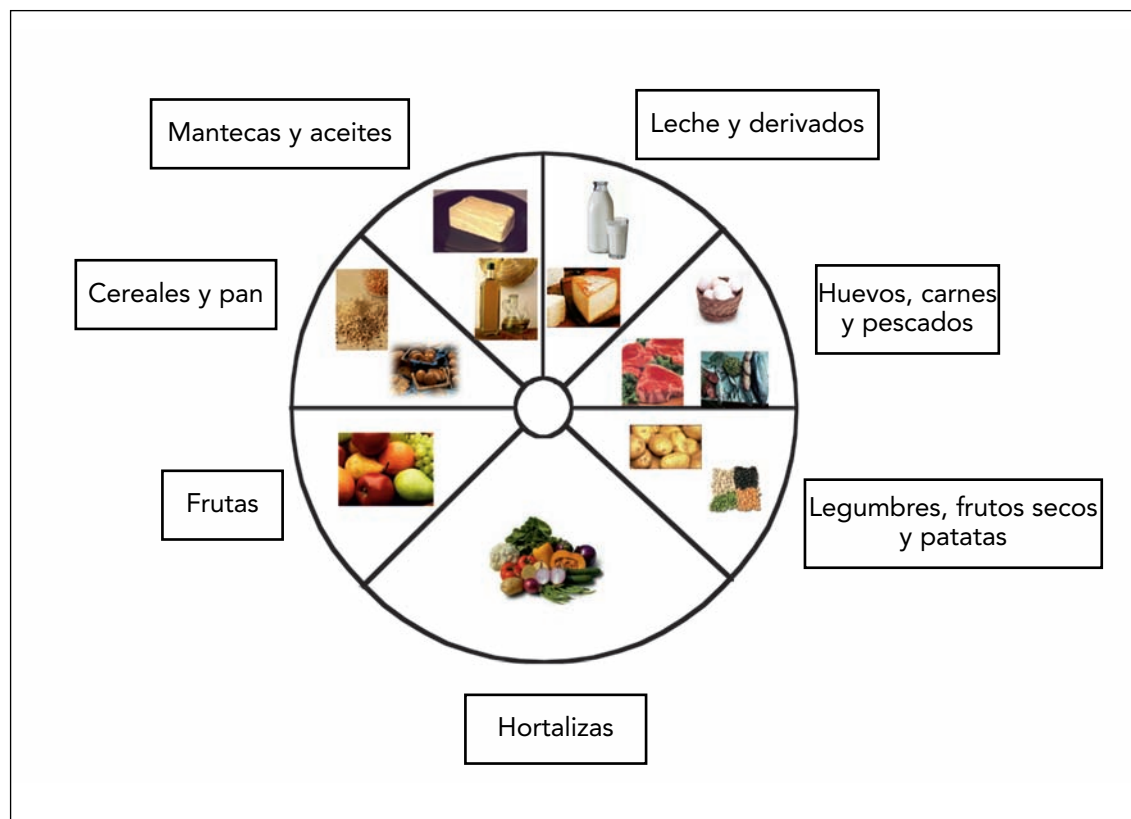 Mantecas y aceites
Leche y derivados
Cereales y pan
Huevos, carnes
y pescados
Frutas
Legumbres, frutos secos
y patatas
Hortalizas